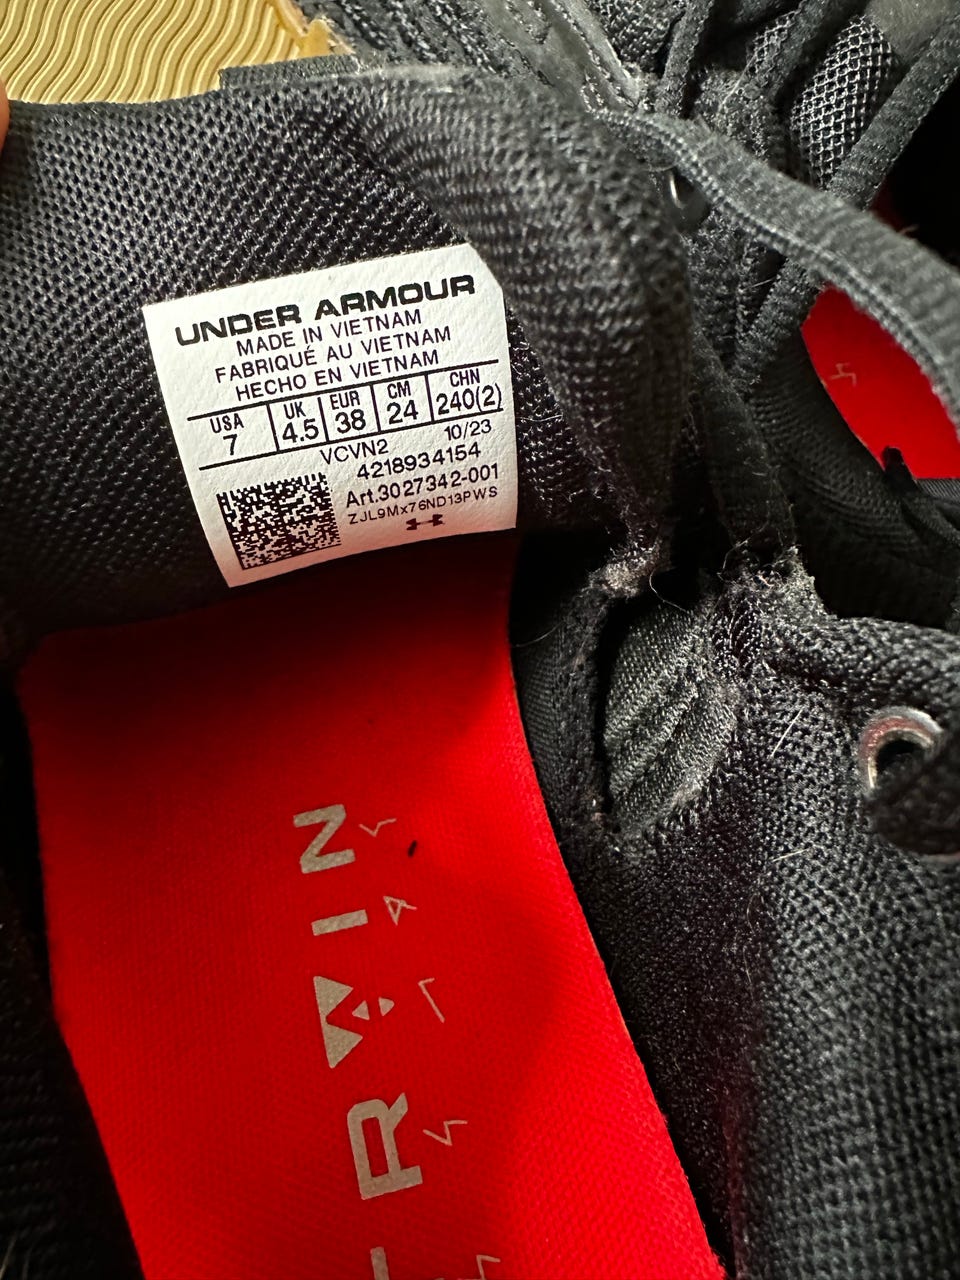 UNDER ARMOUR
MADE IN VIETNAM
FABRIQUÉ AU VIETNAM
HECHO EN VIETNAM
USA UK EUR CM CHN
7 4.5 38 24 240(2)
VCVN2 10/23
4218934154
Art.3027342-001
ZJL9Mx76ND13PWS